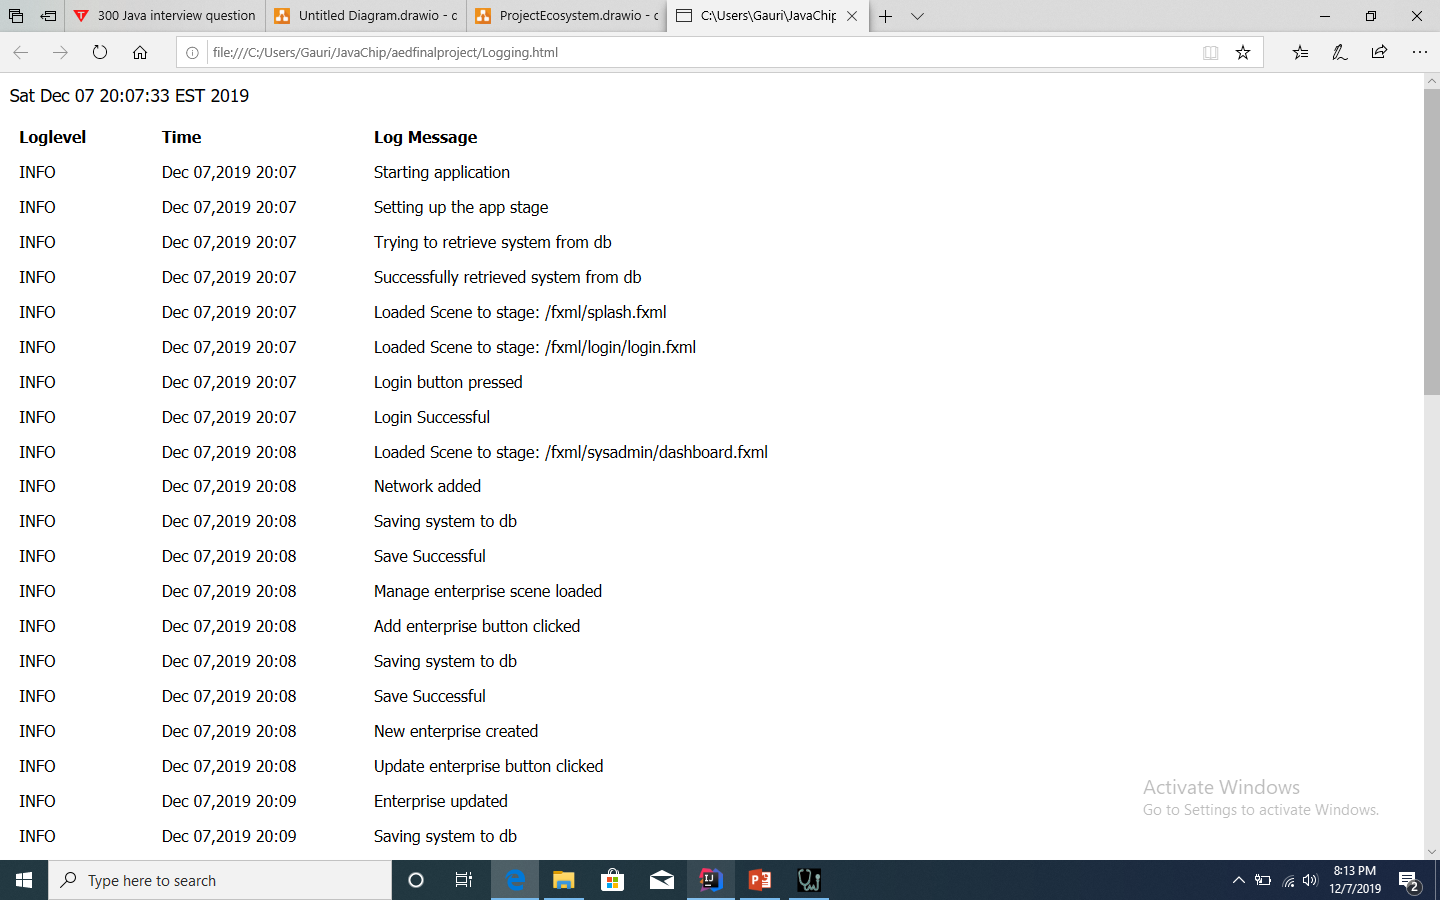 300 Java interview question
Untitled Diagram.drawio - d
ProjectEcosystem.drawio - d
C:\Users\Gauri\JavaChip
file:///C:/Users/Gauri/JavaChip/aedfinalproject/Logging.html
Sat Dec 07 20:07:33 EST 2019
Loglevel Time Log Message
INFO Dec 07,2019 20:07 Starting application
INFO Dec 07,2019 20:07 Setting up the app stage
INFO Dec 07,2019 20:07 Trying to retrieve system from db
INFO Dec 07,2019 20:07 Successfully retrieved system from db
INFO Dec 07,2019 20:07 Loaded Scene to stage: /fxml/splash.fxml
INFO Dec 07,2019 20:07 Loaded Scene to stage: /fxml/login/login.fxml
INFO Dec 07,2019 20:07 Login button pressed
INFO Dec 07,2019 20:07 Login Successful
INFO Dec 07,2019 20:08 Loaded Scene to stage: /fxml/sysadmin/dashboard.fxml
INFO Dec 07,2019 20:08 Network added
INFO Dec 07,2019 20:08 Saving system to db
INFO Dec 07,2019 20:08 Save Successful
INFO Dec 07,2019 20:08 Manage enterprise scene loaded
INFO Dec 07,2019 20:08 Add enterprise button clicked
INFO Dec 07,2019 20:08 Saving system to db
INFO Dec 07,2019 20:08 Save Successful
INFO Dec 07,2019 20:08 New enterprise created
INFO Dec 07,2019 20:08 Update enterprise button clicked
INFO Dec 07,2019 20:09 Enterprise updated
INFO Dec 07,2019 20:09 Saving system to db
Activate Windows
Go to Settings to activate Windows.
Type here to search
8:13 PM
12/7/2019
2